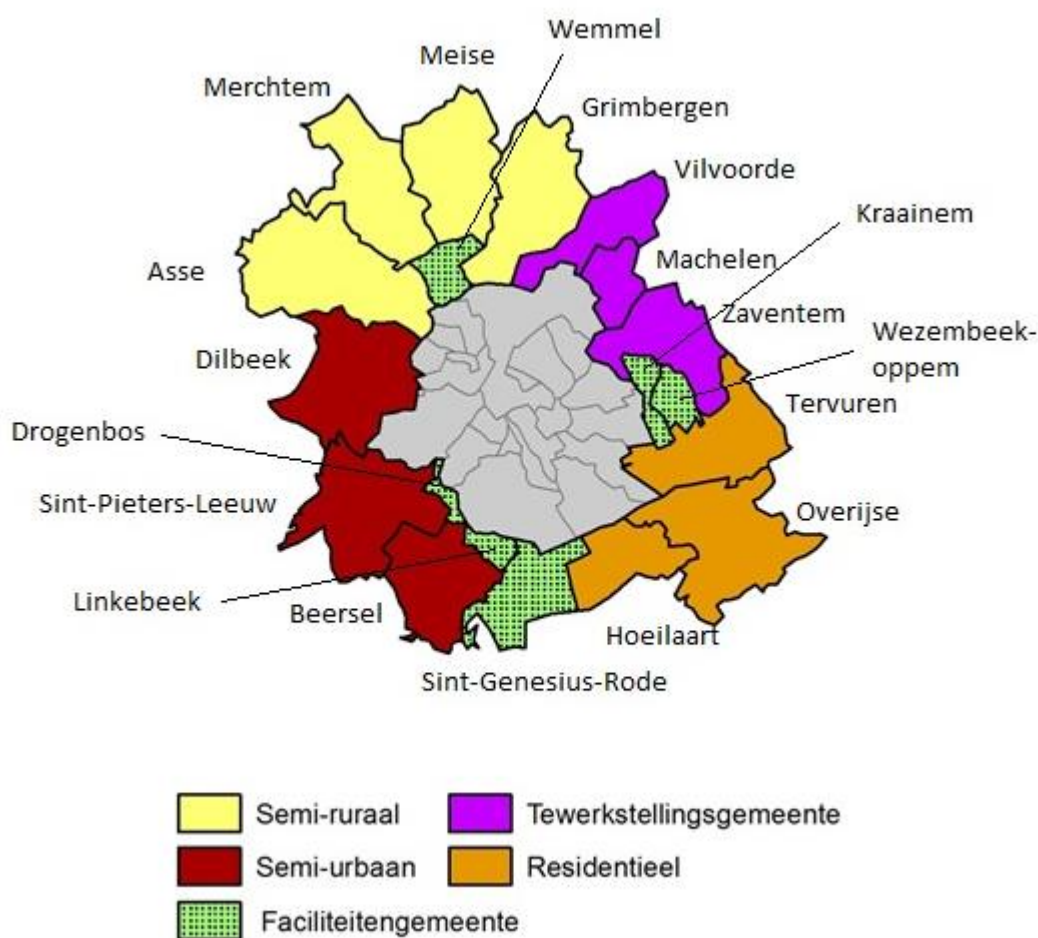 Wemmel
Meise
Merchtem
Grimbergen
Vilvoorde
Kraainem
Machelen
Asse
Zaventem
Wezembeek-
oppem
Dilbeek
Tervuren
Drogenbos
Sint-Pieters-Leeuw
Overijse
Linkebeek
Beersel
Hoeilaart
Sint-Genesius-Rode
Semi-ruraal
Tewerkstellingsgemeente
Semi-urbaan
Residentieel
Faciliteitengemeente